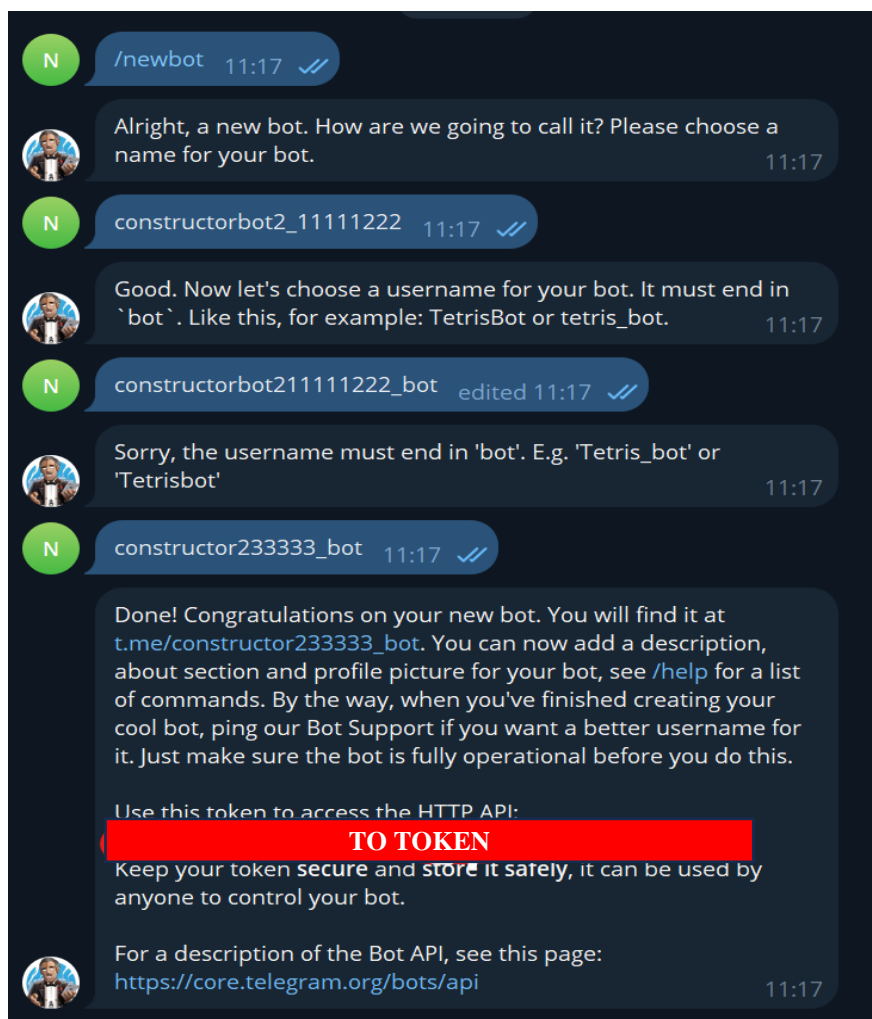 N
/newbot 11:17
Alright, a new bot. How are we going to call it? Please choose a
name for your bot.
11:17
N
constructorbot2_11111222 11:17
Good. Now let's choose a username for your bot. It must end in
`bot`. Like this, for example: TetrisBot or tetris_bot.
11:17
N
constructorbot211111222_bot edited 11:17
Sorry, the username must end in 'bot'. E.g. 'Tetris_bot' or
'Tetrisbot'
11:17
N
constructor233333_bot 11:17
Done! Congratulations on your new bot. You will find it at
t.me/constructor233333_bot. You can now add a description,
about section and profile picture for your bot, see /help for a list
of commands. By the way, when you've finished creating your
cool bot, ping our Bot Support if you want a better username for
it. Just make sure the bot is fully operational before you do this.
Use this token to access the HTTP API:
TO TOKEN
Keep your token secure and store it safely, it can be used by
anyone to control your bot.
For a description of the Bot API, see this page:
https://core.telegram.org/bots/api
11:17